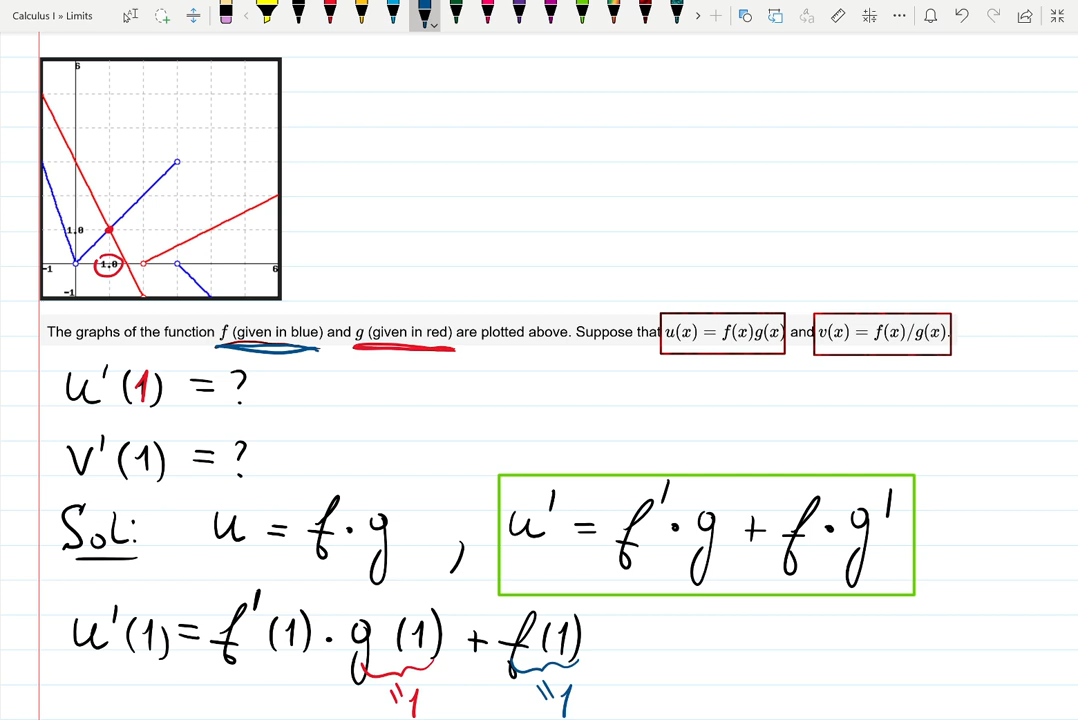 Calculus I » Limits
6
1.0
-1
1.0
6
-1
The graphs of the function f (given in blue) and g (given in red) are plotted above. Suppose that u(x) = f(x)g(x) and v(x) = f(x)/g(x).
u'(1) = ?
v'(1) = ?
Sol: u = f · g , u' = f' · g + f · g'
u'(1) = f'(1) · g(1) + f(1)
=1 =1